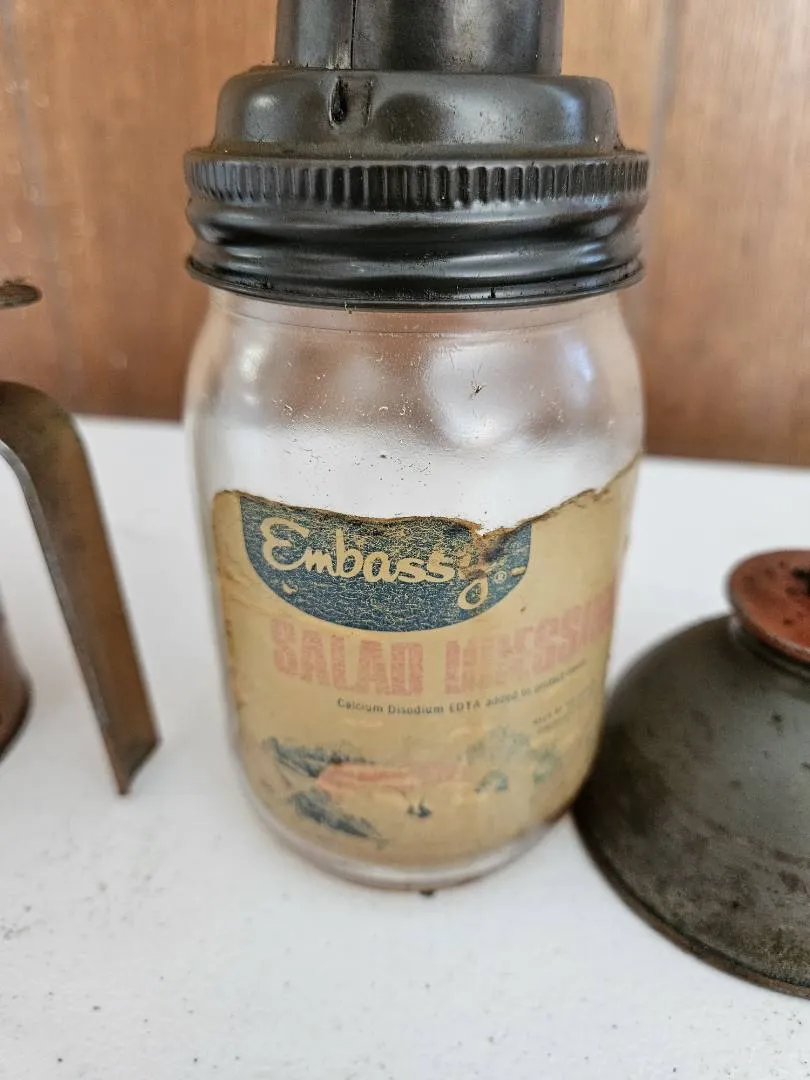 Embassy®
SALAD DRESSING
Calcium Disodium EDTA added to protect flavor